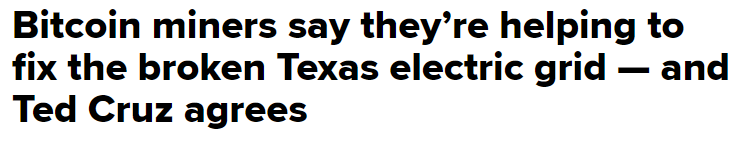 Bitcoin miners say they’re helping to
fix the broken Texas electric grid — and
Ted Cruz agrees